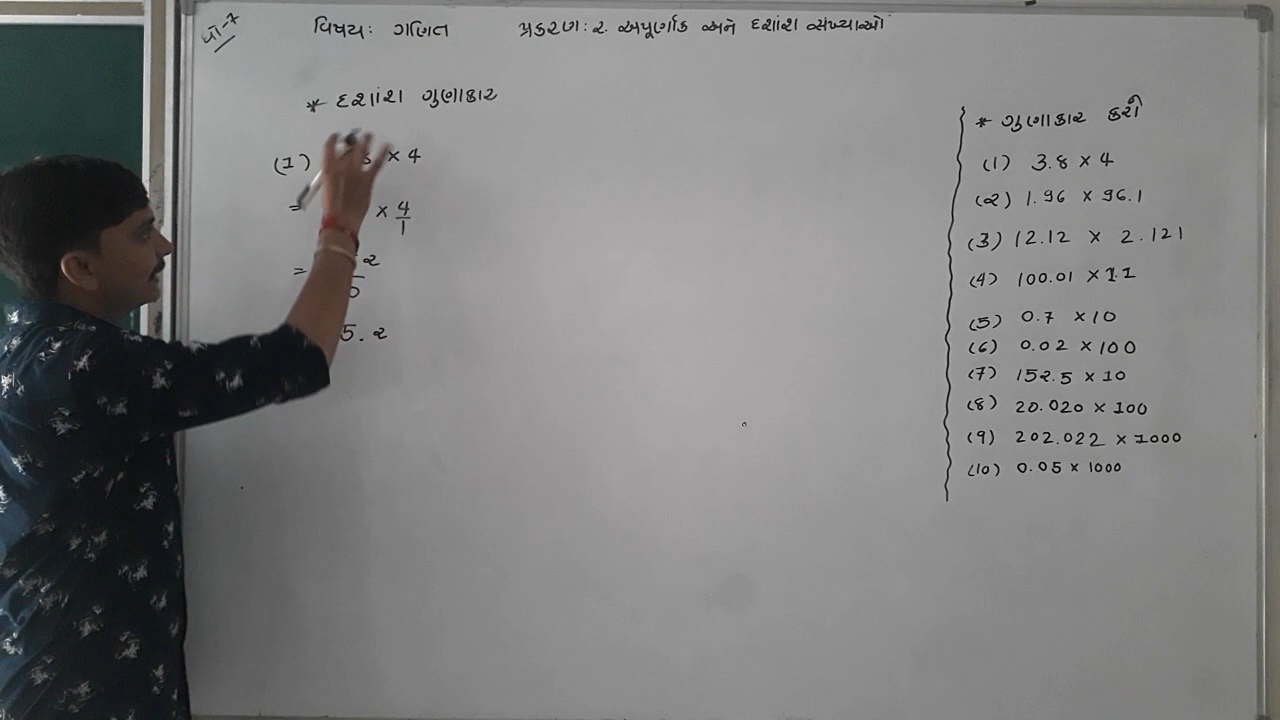 ધો-૭
વિષય: ગણિત પ્રકરણ: ૨. અપૂર્ણાંક અને દશાંશ સંખ્યાઓ
* દશાંશ ગુણાકાર
(1) × 4
= × 4/1
= ૨
5.૨
* ગુણાકાર કરો
(1) 3.8 × 4
(૨) 1.96 × 96.1
(3) 12.12 × 2.121
(4) 100.01 × 11
(5) 0.7 × 10
(6) 0.02 × 100
(7) 152.5 × 10
(8) 20.020 × 100
(9) 202.022 × 1000
(10) 0.05 × 1000